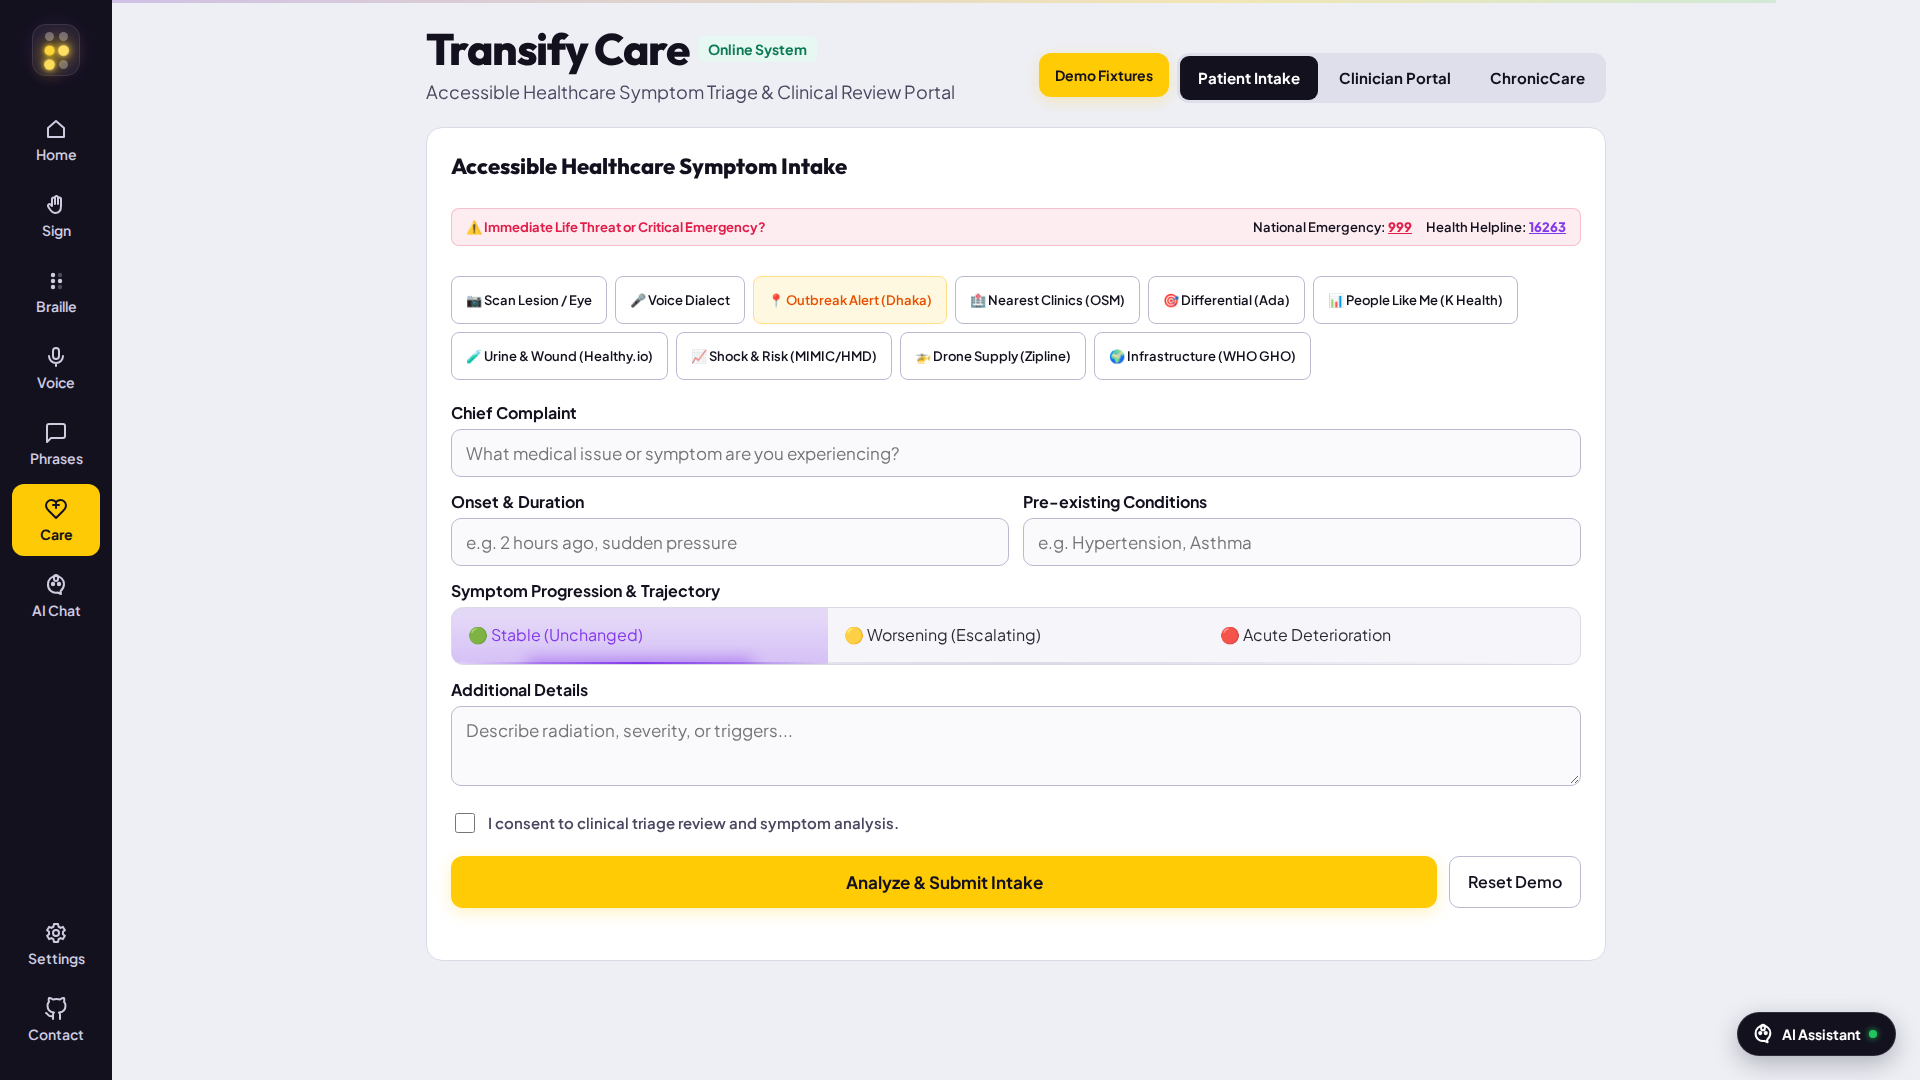 Transify Care
Online System
Accessible Healthcare Symptom Triage & Clinical Review Portal
Demo Fixtures
Patient Intake
Clinician Portal
ChronicCare
Home
Sign
Braille
Voice
Phrases
Care
AI Chat
Settings
Contact
Accessible Healthcare Symptom Intake
⚠️ Immediate Life Threat or Critical Emergency?
National Emergency: 999 Health Helpline: 16263
📷 Scan Lesion / Eye
🎤 Voice Dialect
📍 Outbreak Alert (Dhaka)
🏥 Nearest Clinics (OSM)
🎯 Differential (Ada)
📊 People Like Me (K Health)
🧪 Urine & Wound (Healthy.io)
📈 Shock & Risk (MIMIC/HMD)
🚁 Drone Supply (Zipline)
🌍 Infrastructure (WHO GHO)
Chief Complaint
What medical issue or symptom are you experiencing?
Onset & Duration
e.g. 2 hours ago, sudden pressure
Pre-existing Conditions
e.g. Hypertension, Asthma
Symptom Progression & Trajectory
🟢 Stable (Unchanged)
🟡 Worsening (Escalating)
🔴 Acute Deterioration
Additional Details
Describe radiation, severity, or triggers...
I consent to clinical triage review and symptom analysis.
Analyze & Submit Intake
Reset Demo
AI Assistant